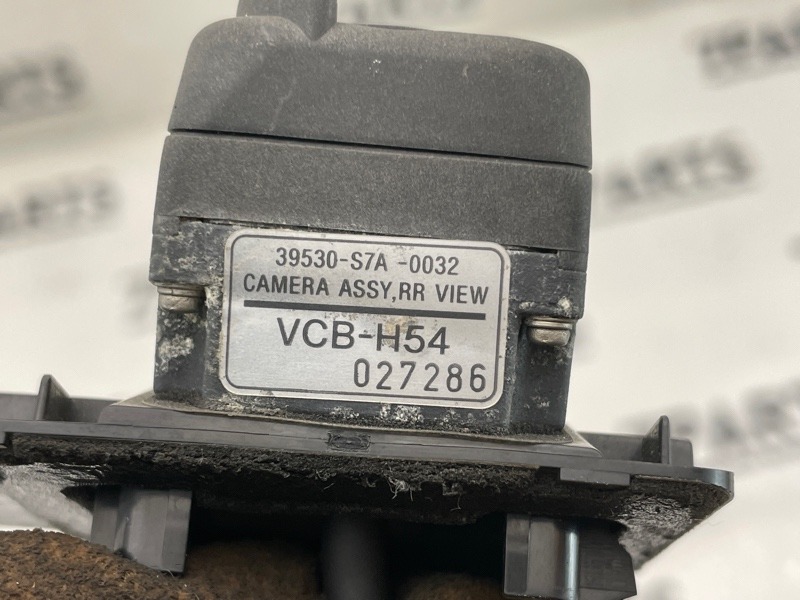 39530-S7A -0032
CAMERA ASSY,RR VIEW
VCB-H54
027286